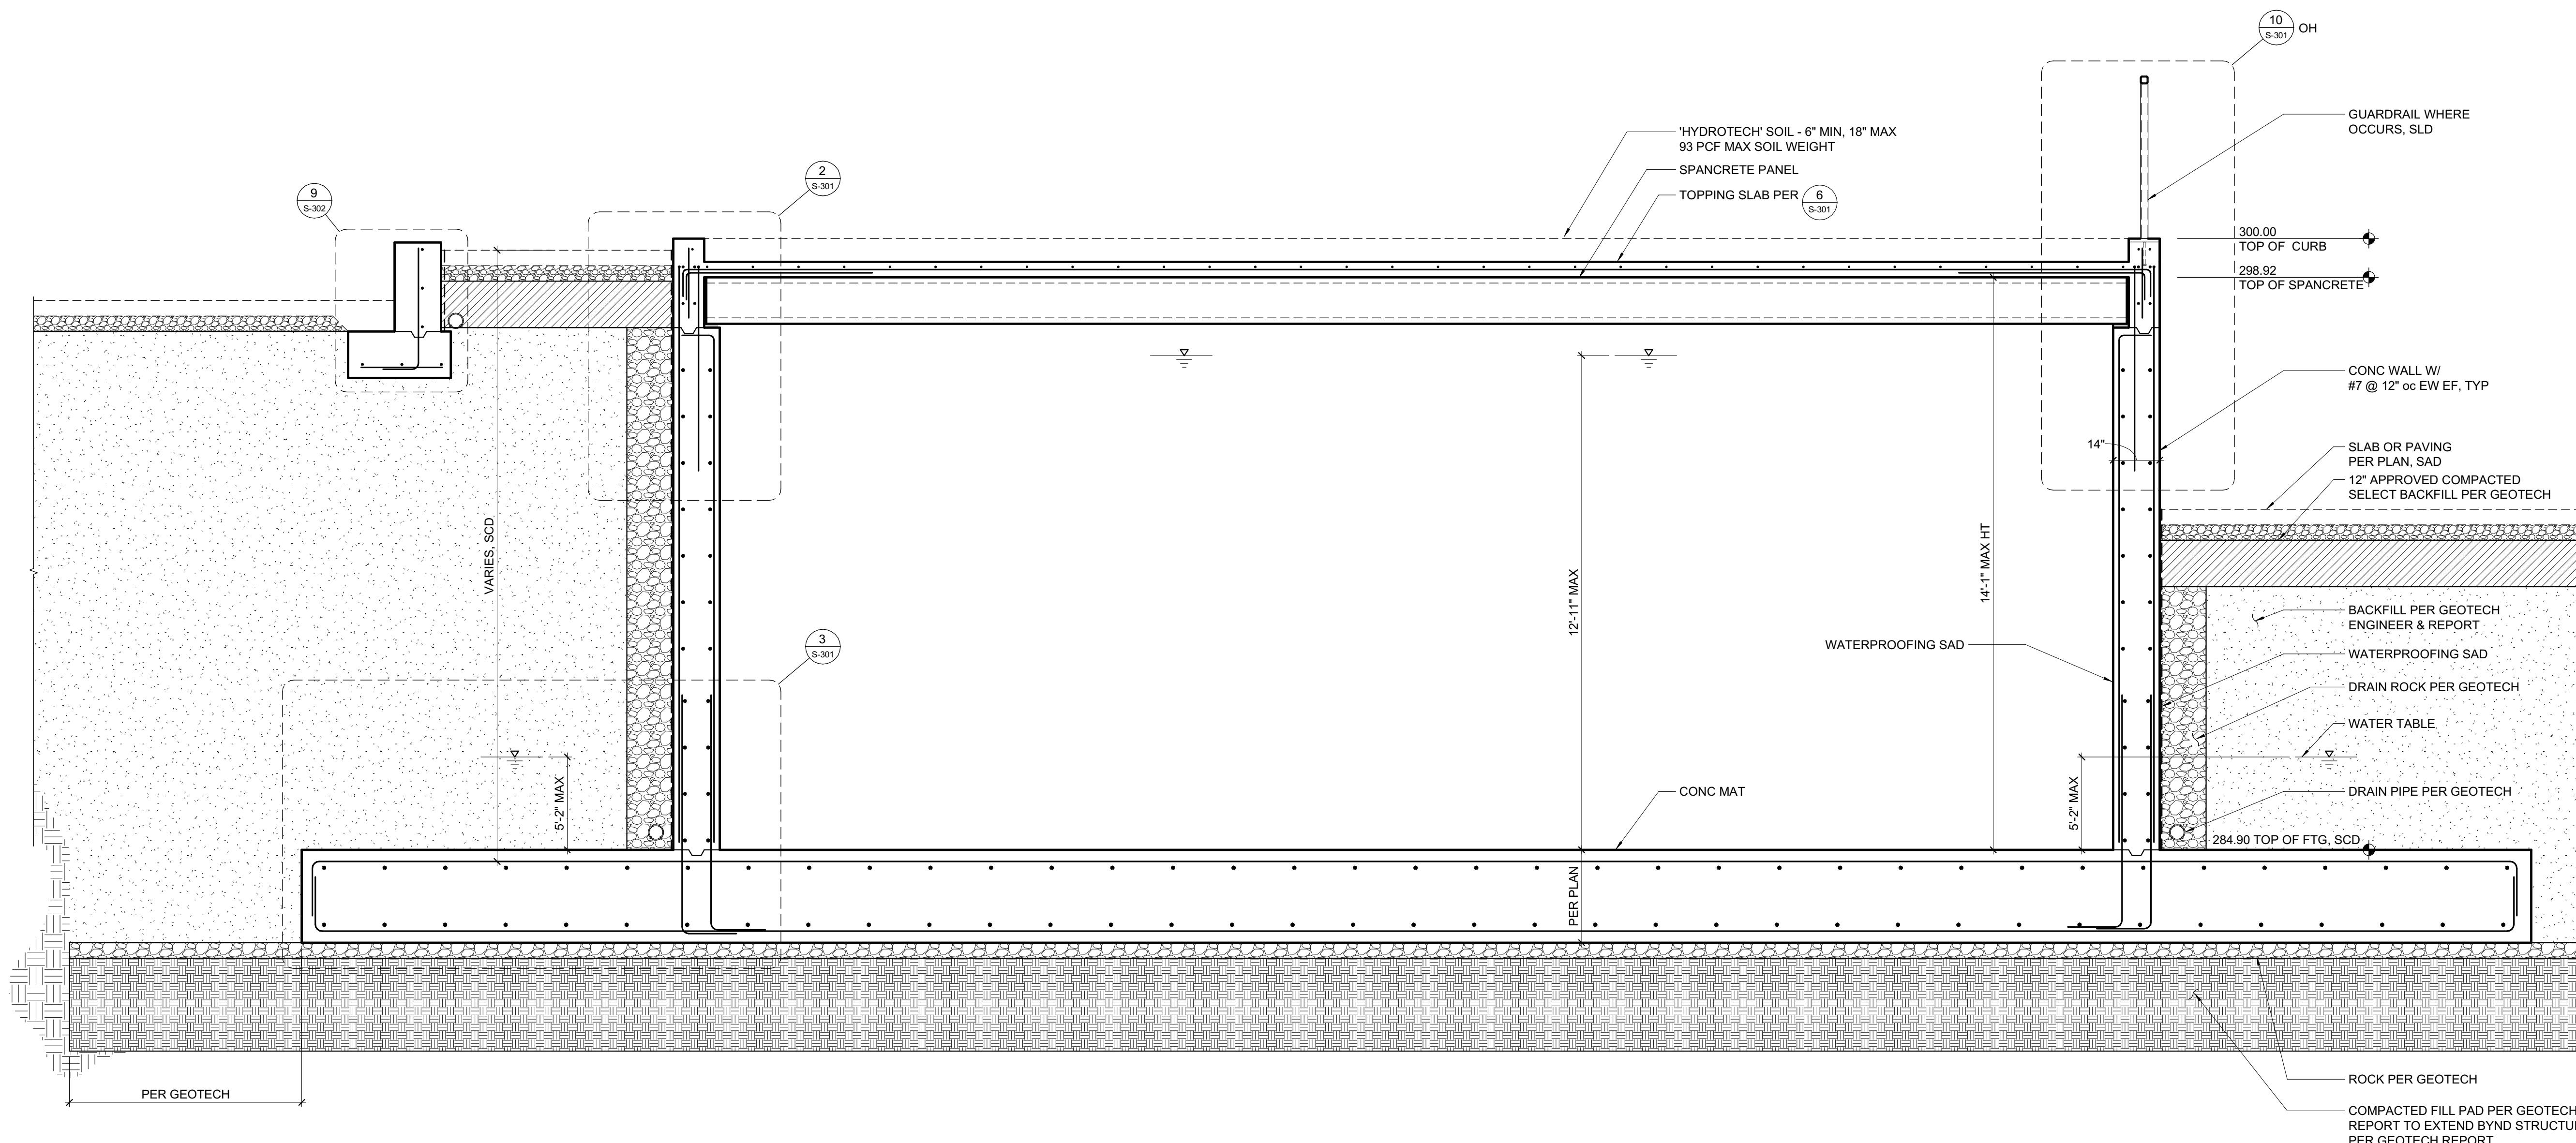 10
S-301
OH
GUARDRAIL WHERE
OCCURS, SLD
'HYDROTECH' SOIL - 6" MIN, 18" MAX
93 PCF MAX SOIL WEIGHT
SPANCRETE PANEL
TOPPING SLAB PER
6
S-301
2
S-301
9
S-302
300.00
TOP OF CURB
298.92
TOP OF SPANCRETE
CONC WALL W/
#7 @ 12" oc EW EF, TYP
14"
SLAB OR PAVING
PER PLAN, SAD
12" APPROVED COMPACTED
SELECT BACKFILL PER GEOTECH
VARIES, SCD
12'-11" MAX
14'-1" MAX HT
BACKFILL PER GEOTECH
ENGINEER & REPORT
3
S-301
WATERPROOFING SAD
WATERPROOFING SAD
DRAIN ROCK PER GEOTECH
WATER TABLE
5'-2" MAX
5'-2" MAX
CONC MAT
DRAIN PIPE PER GEOTECH
284.90 TOP OF FTG, SCD
PER PLAN
PER GEOTECH
ROCK PER GEOTECH
COMPACTED FILL PAD PER GEOTECH
REPORT TO EXTEND BYND STRUCTU
PER GEOTECH REPORT